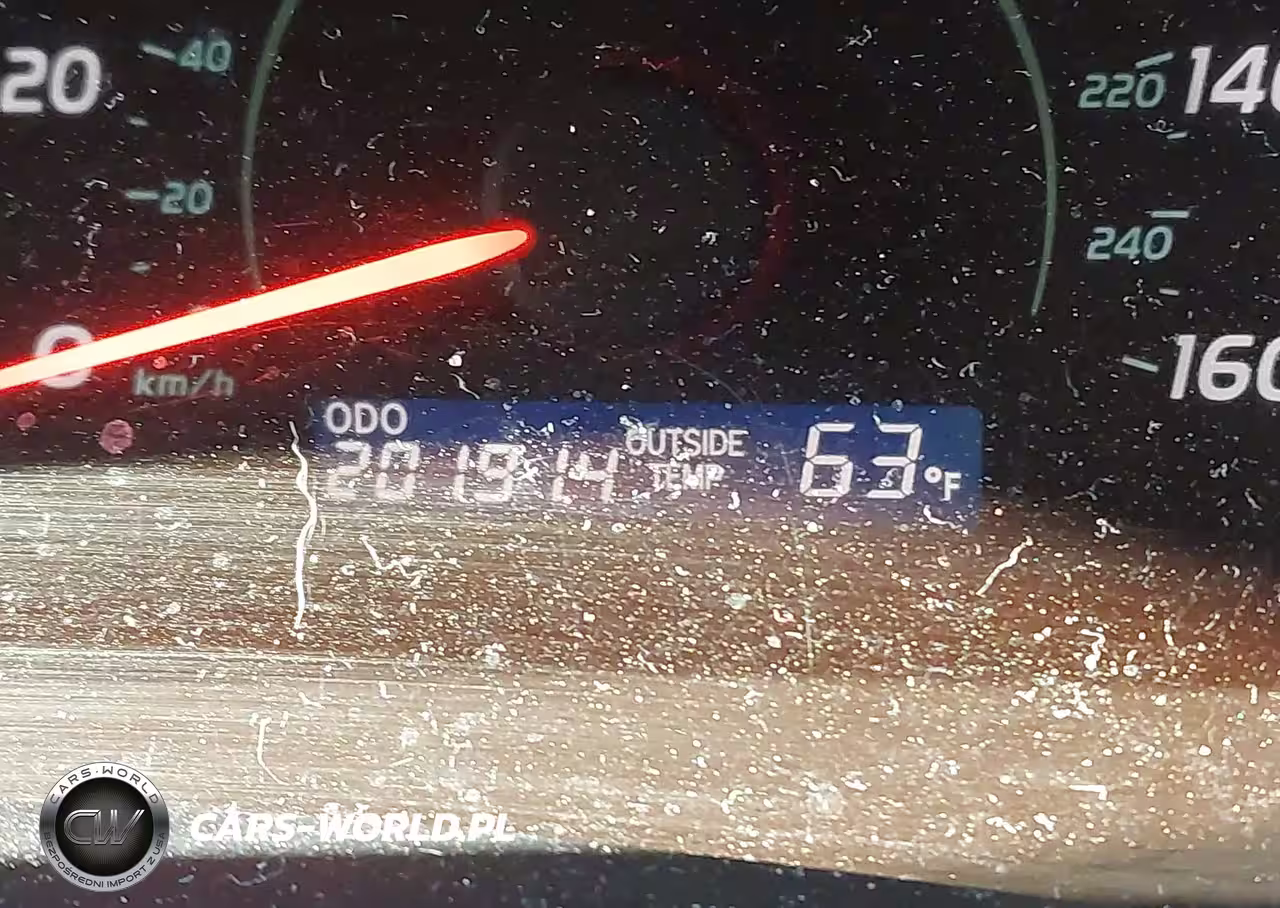 20
40
220
140
20
240
0
km/h
160
ODO
201914
OUTSIDE
TEMP
63°F
CARS·WORLD
CW
BEZPOŚREDNI IMPORT Z USA
CARS-WORLD.PL